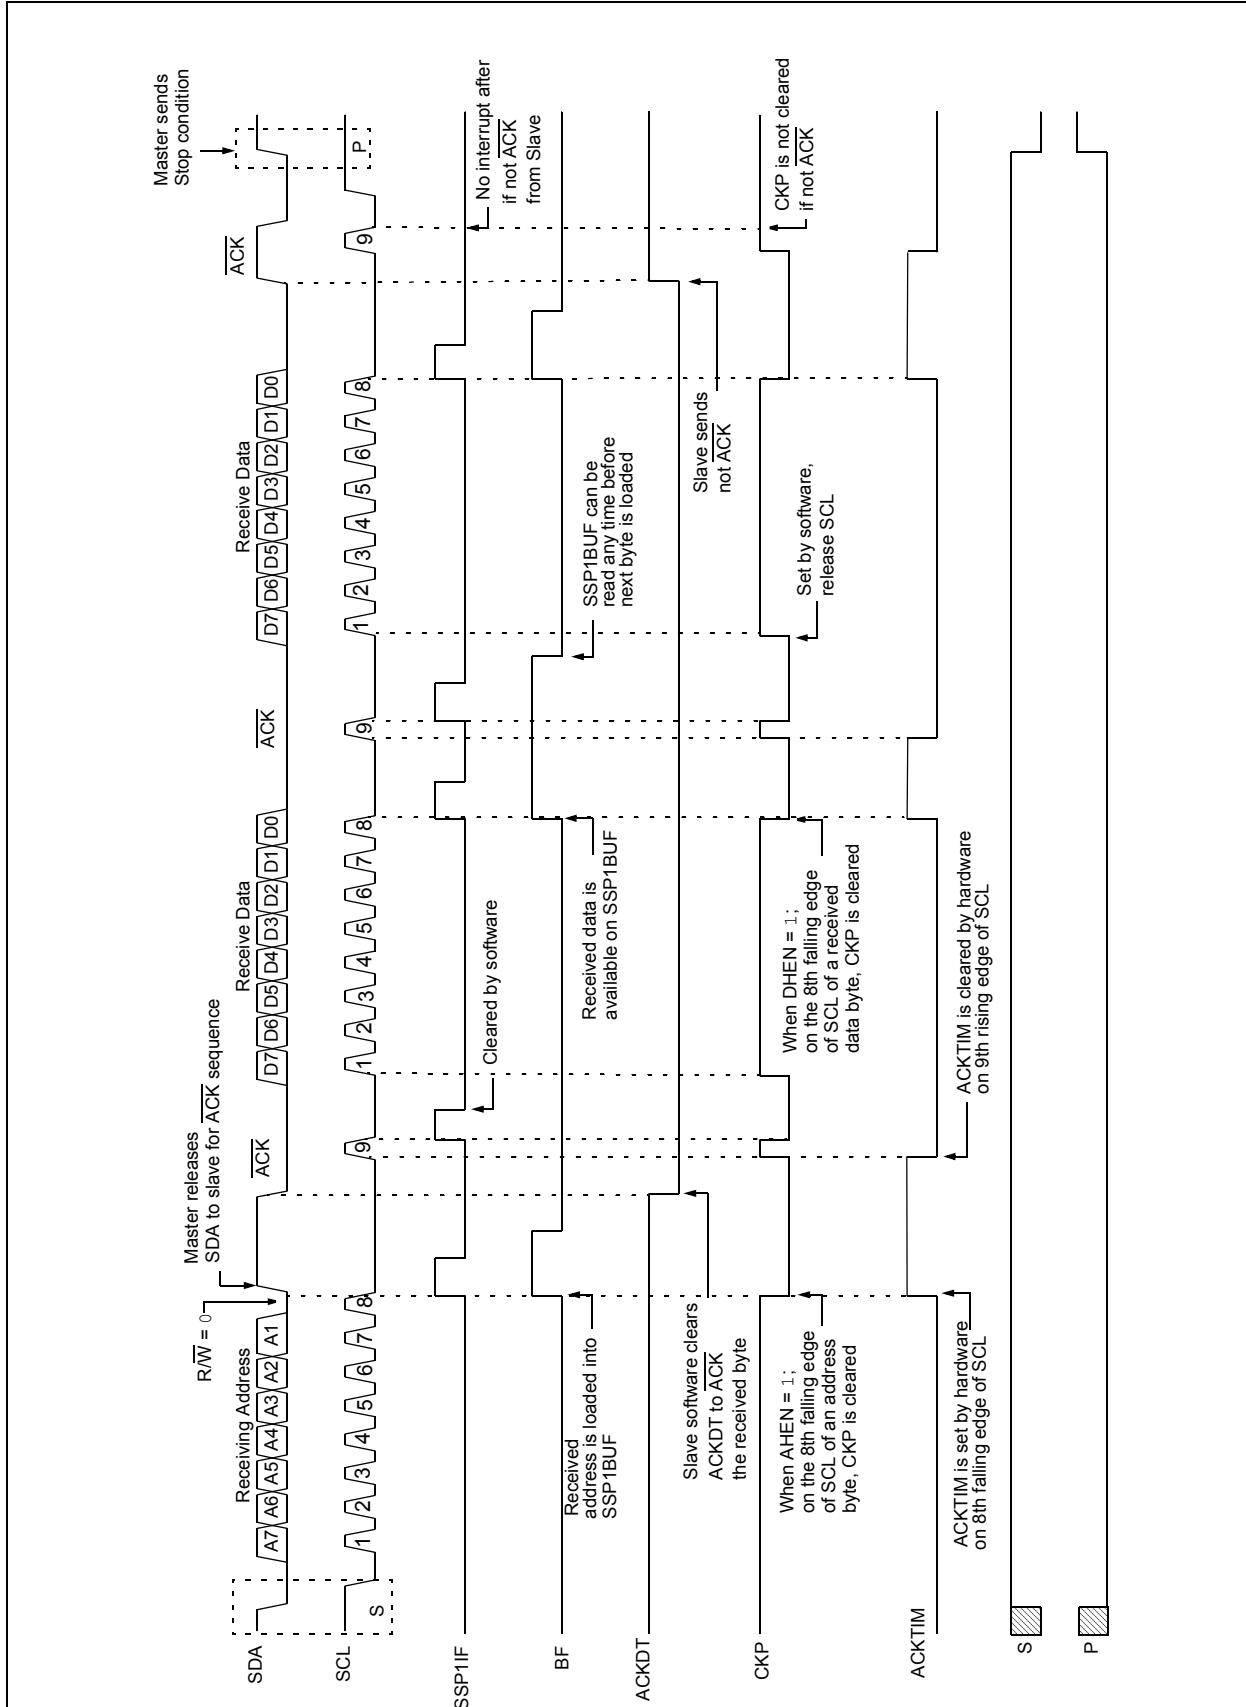 Master sends
Stop condition
Master releases
SDA to slave for ACK sequence
R/W = 0
Receiving Address
ACK
Receive Data
ACK
Receive Data
ACK
SDA
A7 A6 A5 A4 A3 A2 A1
D7 D6 D5 D4 D3 D2 D1 D0
D7 D6 D5 D4 D3 D2 D1 D0
SCL
S
1 2 3 4 5 6 7 8 9
1 2 3 4 5 6 7 8 9
1 2 3 4 5 6 7 8 9
P
SSP1IF
Cleared by software
No interrupt after
if not ACK
from Slave
BF
Received
address is loaded into
SSP1BUF
Received data is
available on SSP1BUF
SSP1BUF can be
read any time before
next byte is loaded
ACKDT
Slave software clears
ACKDT to ACK
the received byte
Slave sends
not ACK
CKP
When AHEN = 1;
on the 8th falling edge
of SCL of an address
byte, CKP is cleared
When DHEN = 1;
on the 8th falling edge
of SCL of a received
data byte, CKP is cleared
Set by software,
release SCL
CKP is not cleared
if not ACK
ACKTIM
ACKTIM is set by hardware
on 8th falling edge of SCL
ACKTIM is cleared by hardware
on 9th rising edge of SCL
S
P